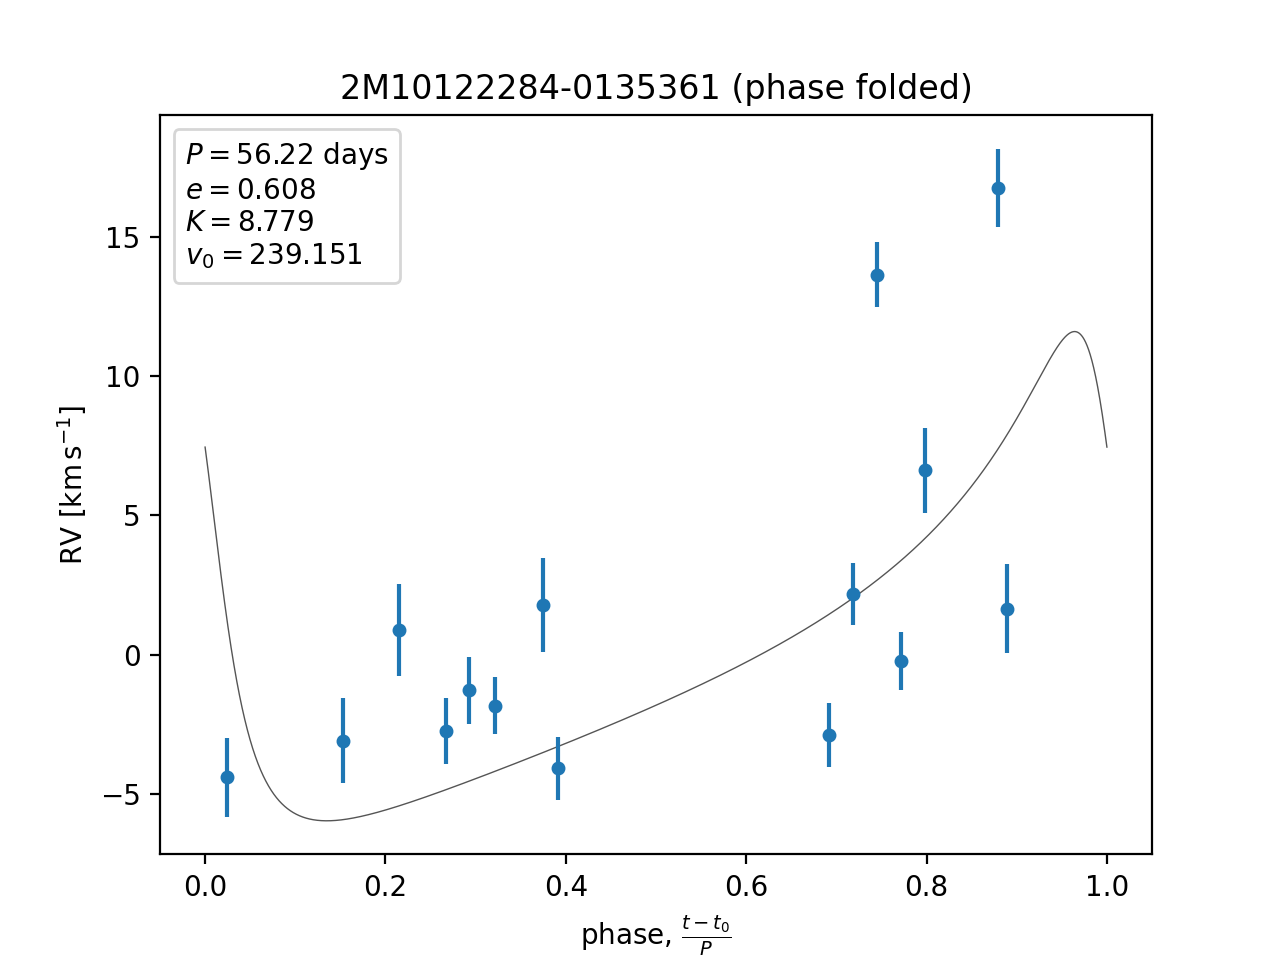 2M10122284-0135361 (phase folded)
P = 56.22 days
e = 0.608
K = 8.779
v₀ = 239.151
15
10
5
0
−5
RV [km s⁻¹]
0.0 0.2 0.4 0.6 0.8 1.0
phase, (t − t₀)/P